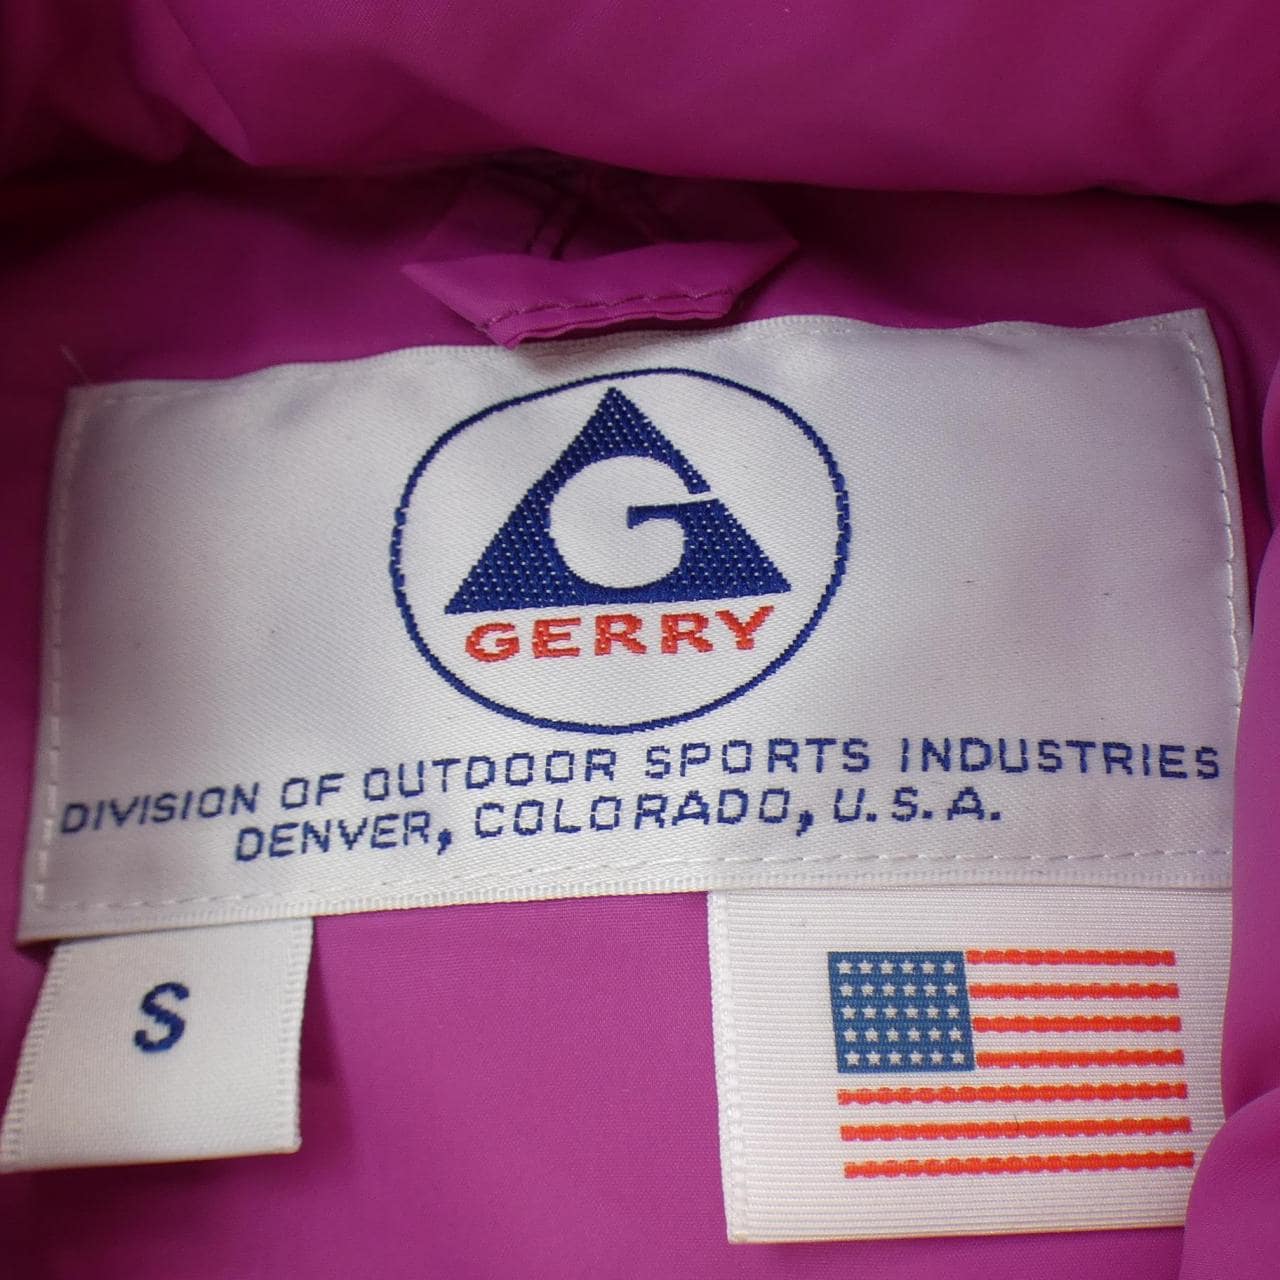 G
GERRY
DIVISION OF OUTDOOR SPORTS INDUSTRIES
DENVER, COLORADO, U.S.A.
S